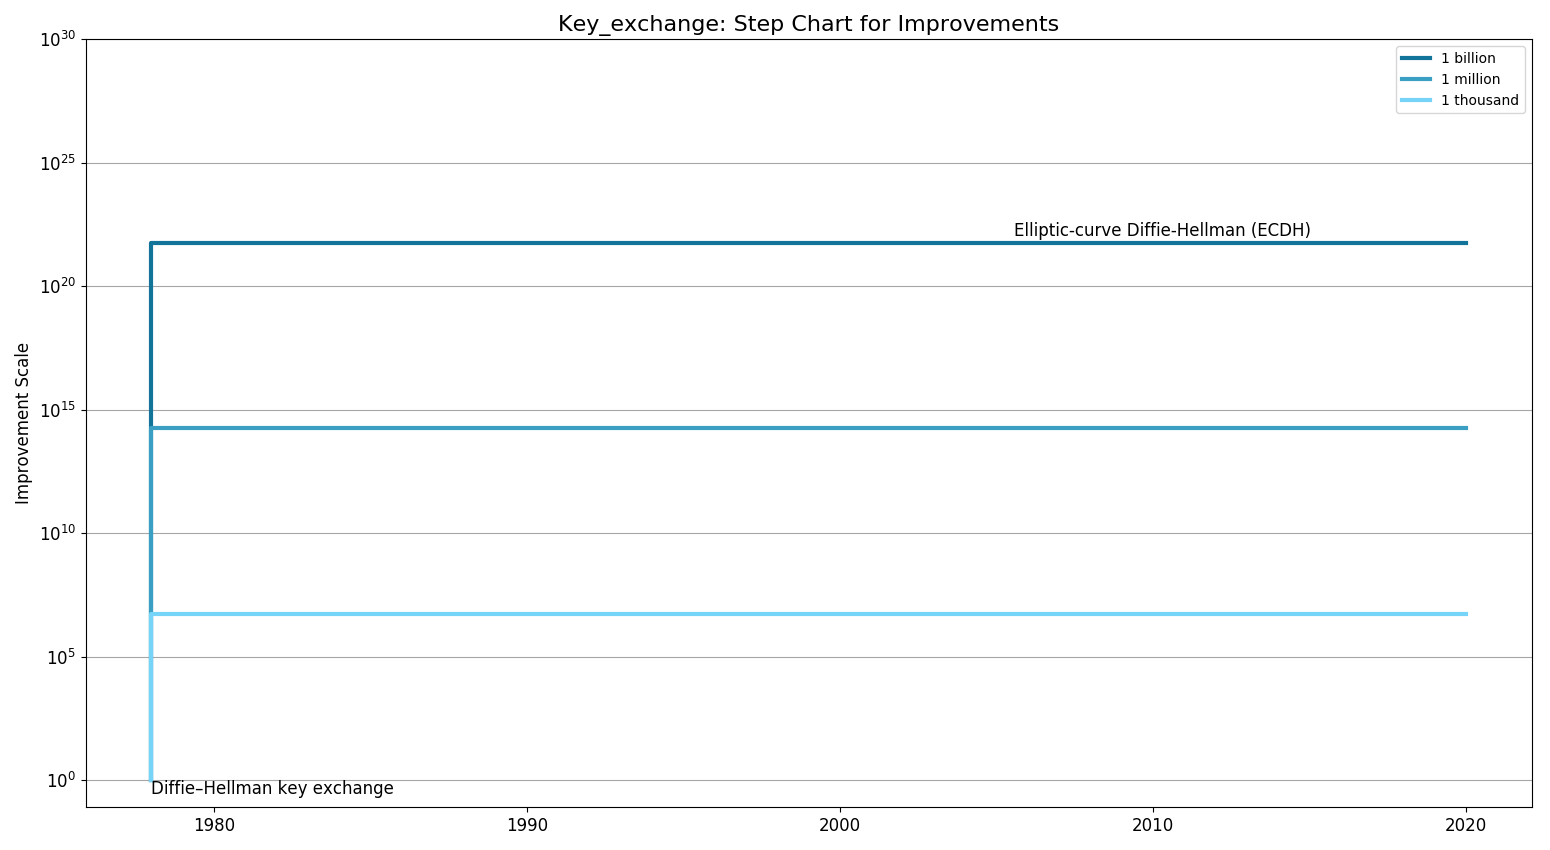 Key_exchange: Step Chart for Improvements
10^30
1 billion
1 million
1 thousand
10^25
Elliptic-curve Diffie-Hellman (ECDH)
10^20
Improvement Scale
10^15
10^10
10^5
10^0
Diffie–Hellman key exchange
1980 1990 2000 2010 2020